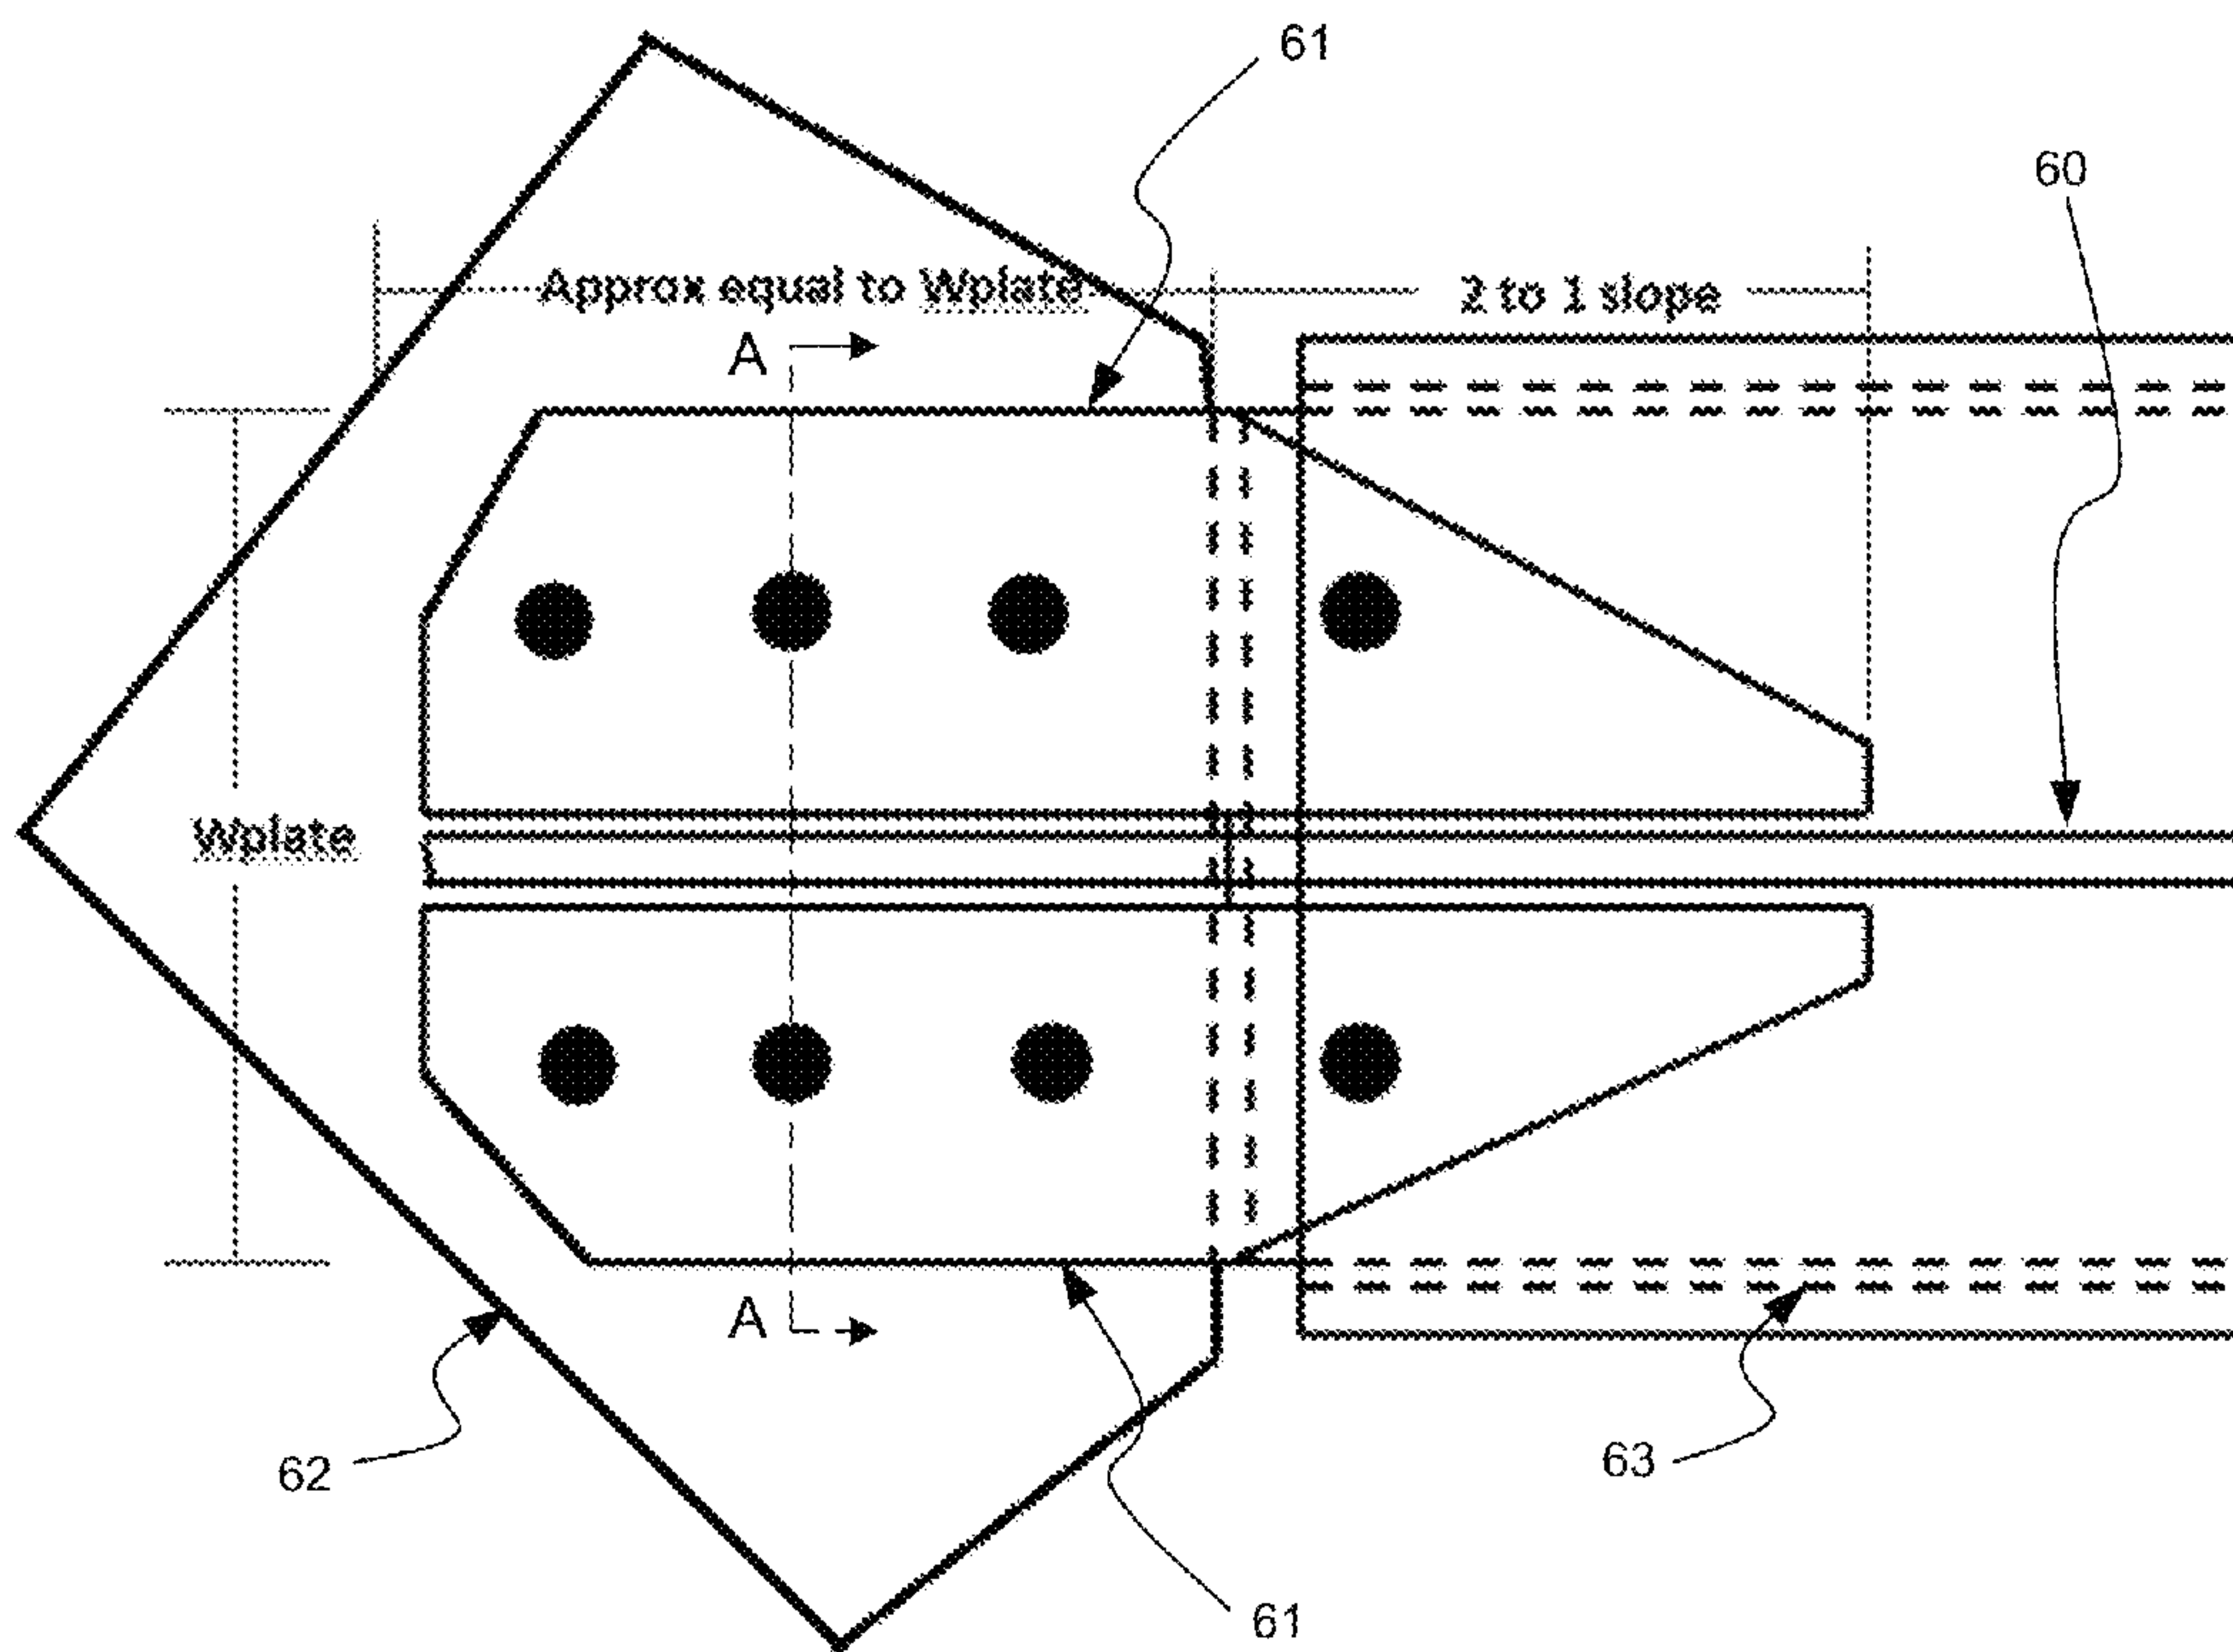 61
60
Approx equal to Wplate
2 to 1 slope
A
Wplate
A
62
63
61